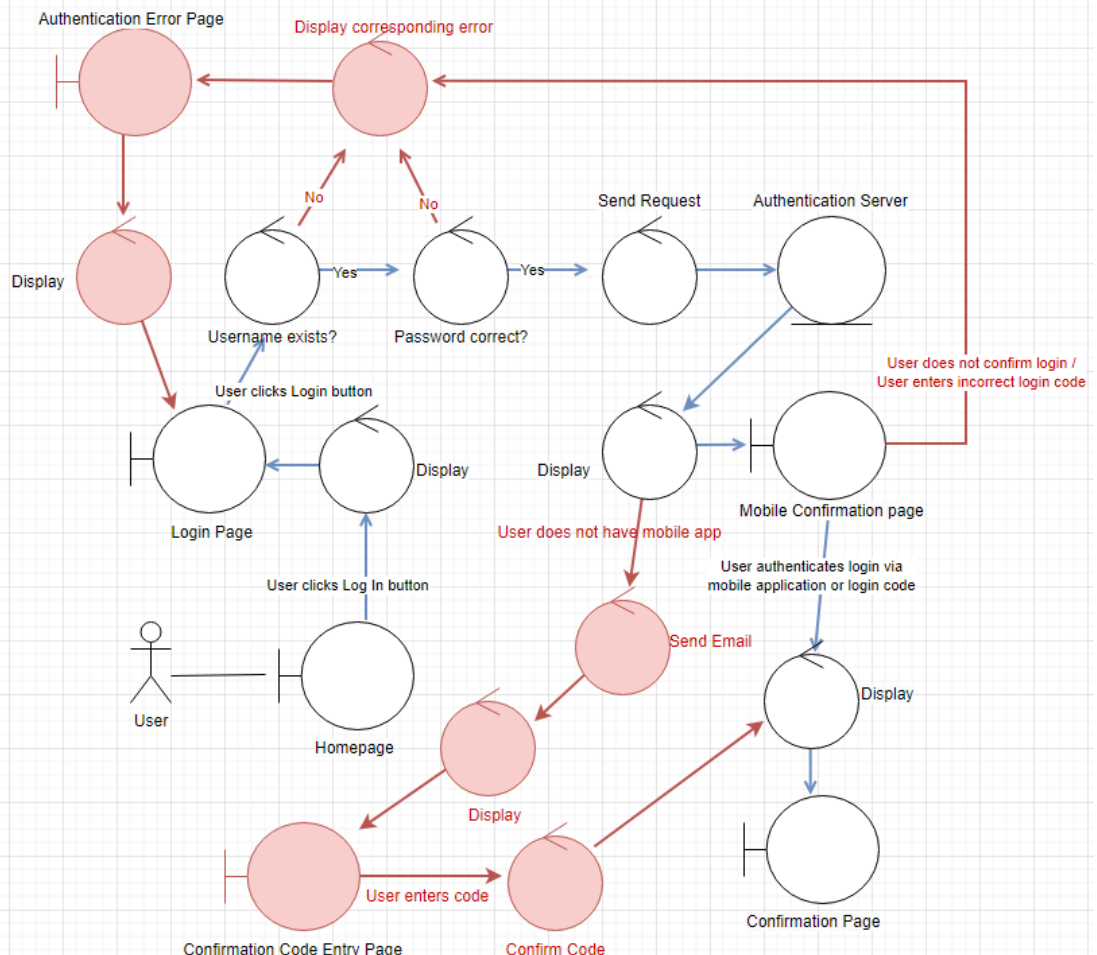 Authentication Error Page
Display corresponding error
No
No
Send Request
Authentication Server
Display
Yes
Yes
Username exists?
Password correct?
User does not confirm login /
User enters incorrect login code
User clicks Login button
Display
Display
Login Page
Mobile Confirmation page
User does not have mobile app
User authenticates login via
mobile application or login code
User clicks Log In button
Send Email
Display
User
Homepage
Display
User enters code
Confirmation Page
Confirmation Code Entry Page
Confirm Code